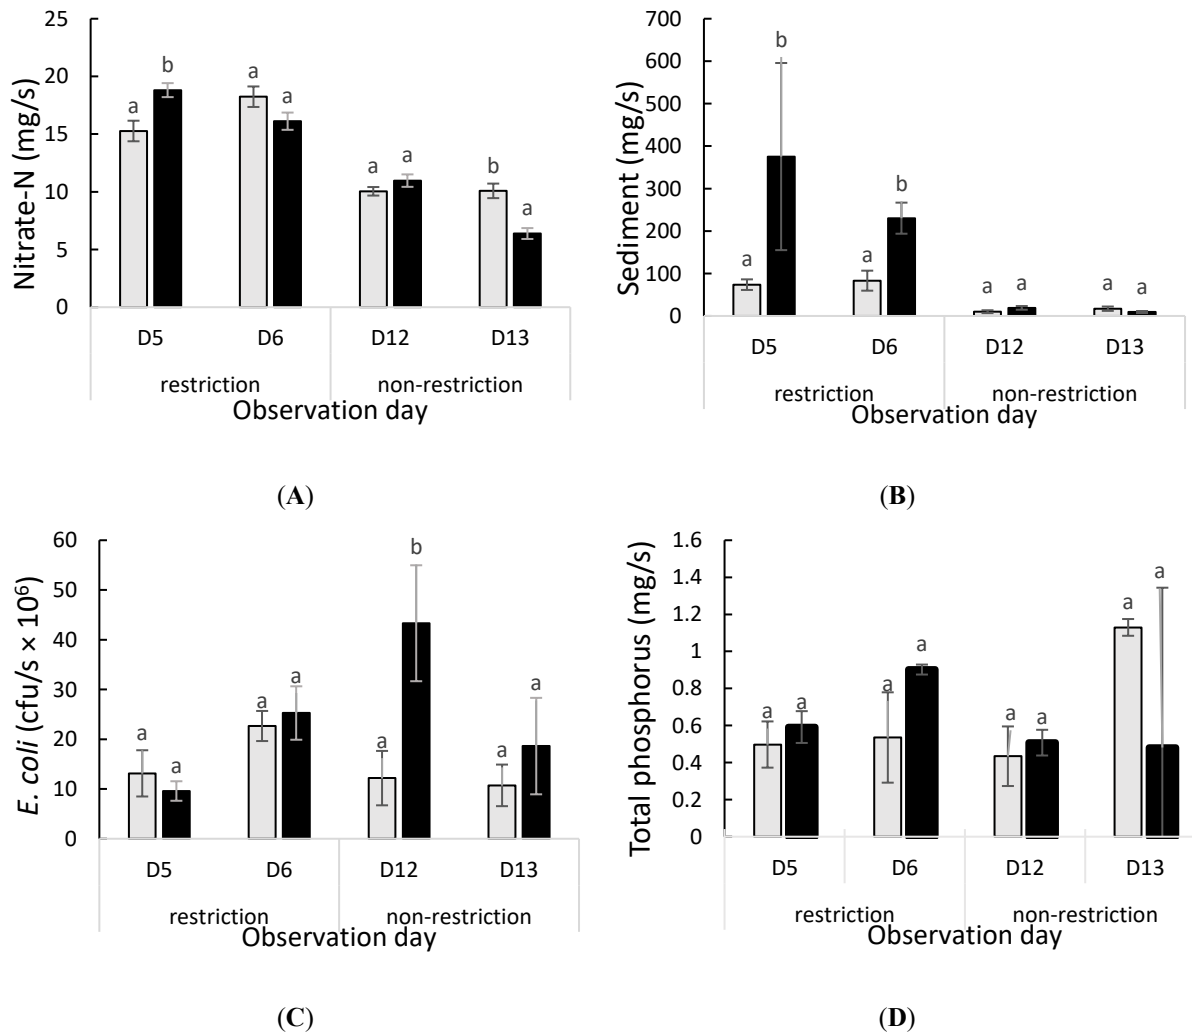 Nitrate-N (mg/s)
25
20
15
10
5
0
a b a a a a b a
D5 D6 D12 D13
restriction non-restriction
Observation day
(A)
Sediment (mg/s)
700
600
500
400
300
200
100
0
a b a b a a a a
D5 D6 D12 D13
restriction non-restriction
Observation day
(B)
E. coli (cfu/s × 10⁶)
60
50
40
30
20
10
0
a a a a a b a a
D5 D6 D12 D13
restriction non-restriction
Observation day
(C)
Total phosphorus (mg/s)
1.6
1.4
1.2
1
0.8
0.6
0.4
0.2
0
a a a a a a a a
D5 D6 D12 D13
restriction non-restriction
Observation day
(D)